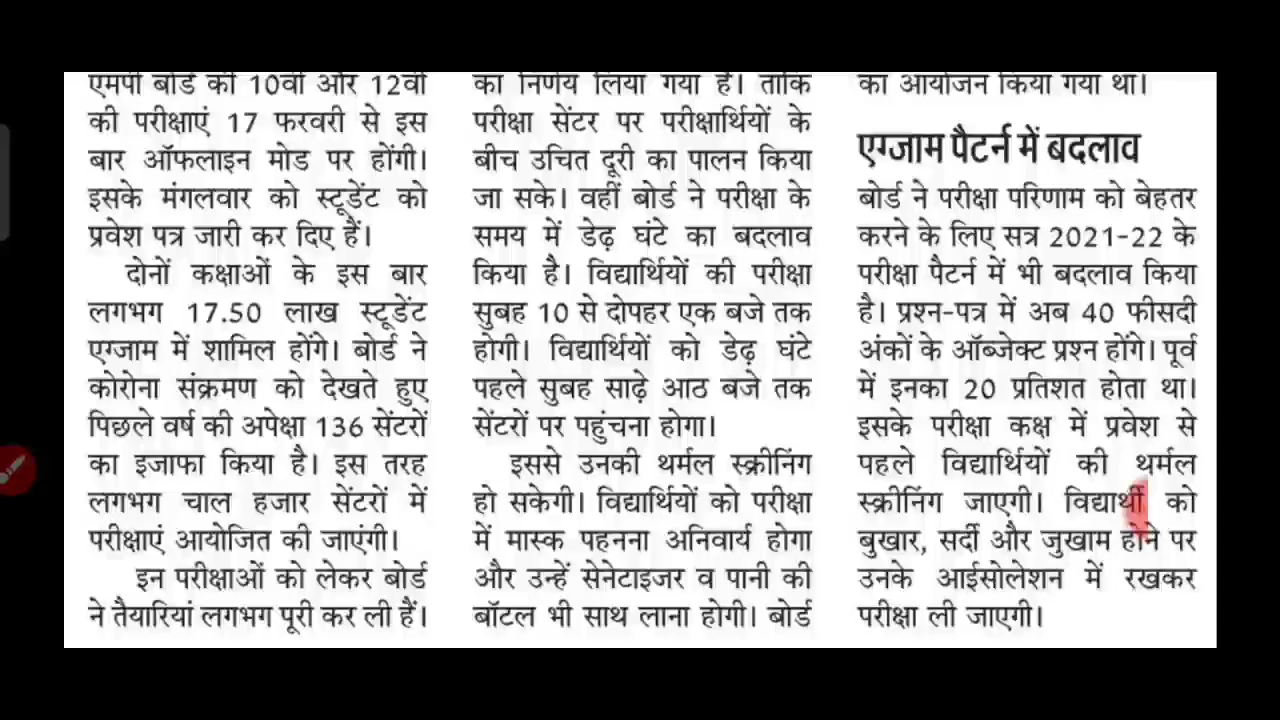 एमपी बोर्ड की 10वीं और 12वीं
की परीक्षाएं 17 फरवरी से इस
बार ऑफलाइन मोड पर होंगी।
इसके मंगलवार को स्टूडेंट को
प्रवेश पत्र जारी कर दिए हैं।
दोनों कक्षाओं के इस बार
लगभग 17.50 लाख स्टूडेंट
एग्जाम में शामिल होंगे। बोर्ड ने
कोरोना संक्रमण को देखते हुए
पिछले वर्ष की अपेक्षा 136 सेंटरों
का इजाफा किया है। इस तरह
लगभग चाल हजार सेंटरों में
परीक्षाएं आयोजित की जाएंगी।
इन परीक्षाओं को लेकर बोर्ड
ने तैयारियां लगभग पूरी कर ली हैं।
का निर्णय लिया गया है। ताकि
परीक्षा सेंटर पर परीक्षार्थियों के
बीच उचित दूरी का पालन किया
जा सके। वहीं बोर्ड ने परीक्षा के
समय में डेढ़ घंटे का बदलाव
किया है। विद्यार्थियों की परीक्षा
सुबह 10 से दोपहर एक बजे तक
होगी। विद्यार्थियों को डेढ़ घंटे
पहले सुबह साढ़े आठ बजे तक
सेंटरों पर पहुंचना होगा।
इससे उनकी थर्मल स्क्रीनिंग
हो सकेगी। विद्यार्थियों को परीक्षा
में मास्क पहनना अनिवार्य होगा
और उन्हें सेनेटाइजर व पानी की
बॉटल भी साथ लाना होगी। बोर्ड
का आयोजन किया गया था।
एग्जाम पैटर्न में बदलाव
बोर्ड ने परीक्षा परिणाम को बेहतर
करने के लिए सत्र 2021-22 के
परीक्षा पैटर्न में भी बदलाव किया
है। प्रश्न-पत्र में अब 40 फीसदी
अंकों के ऑब्जेक्ट प्रश्न होंगे। पूर्व
में इनका 20 प्रतिशत होता था।
इसके परीक्षा कक्ष में प्रवेश से
पहले विद्यार्थियों की थर्मल
स्क्रीनिंग जाएगी। विद्यार्थी को
बुखार, सर्दी और जुखाम होने पर
उनके आईसोलेशन में रखकर
परीक्षा ली जाएगी।